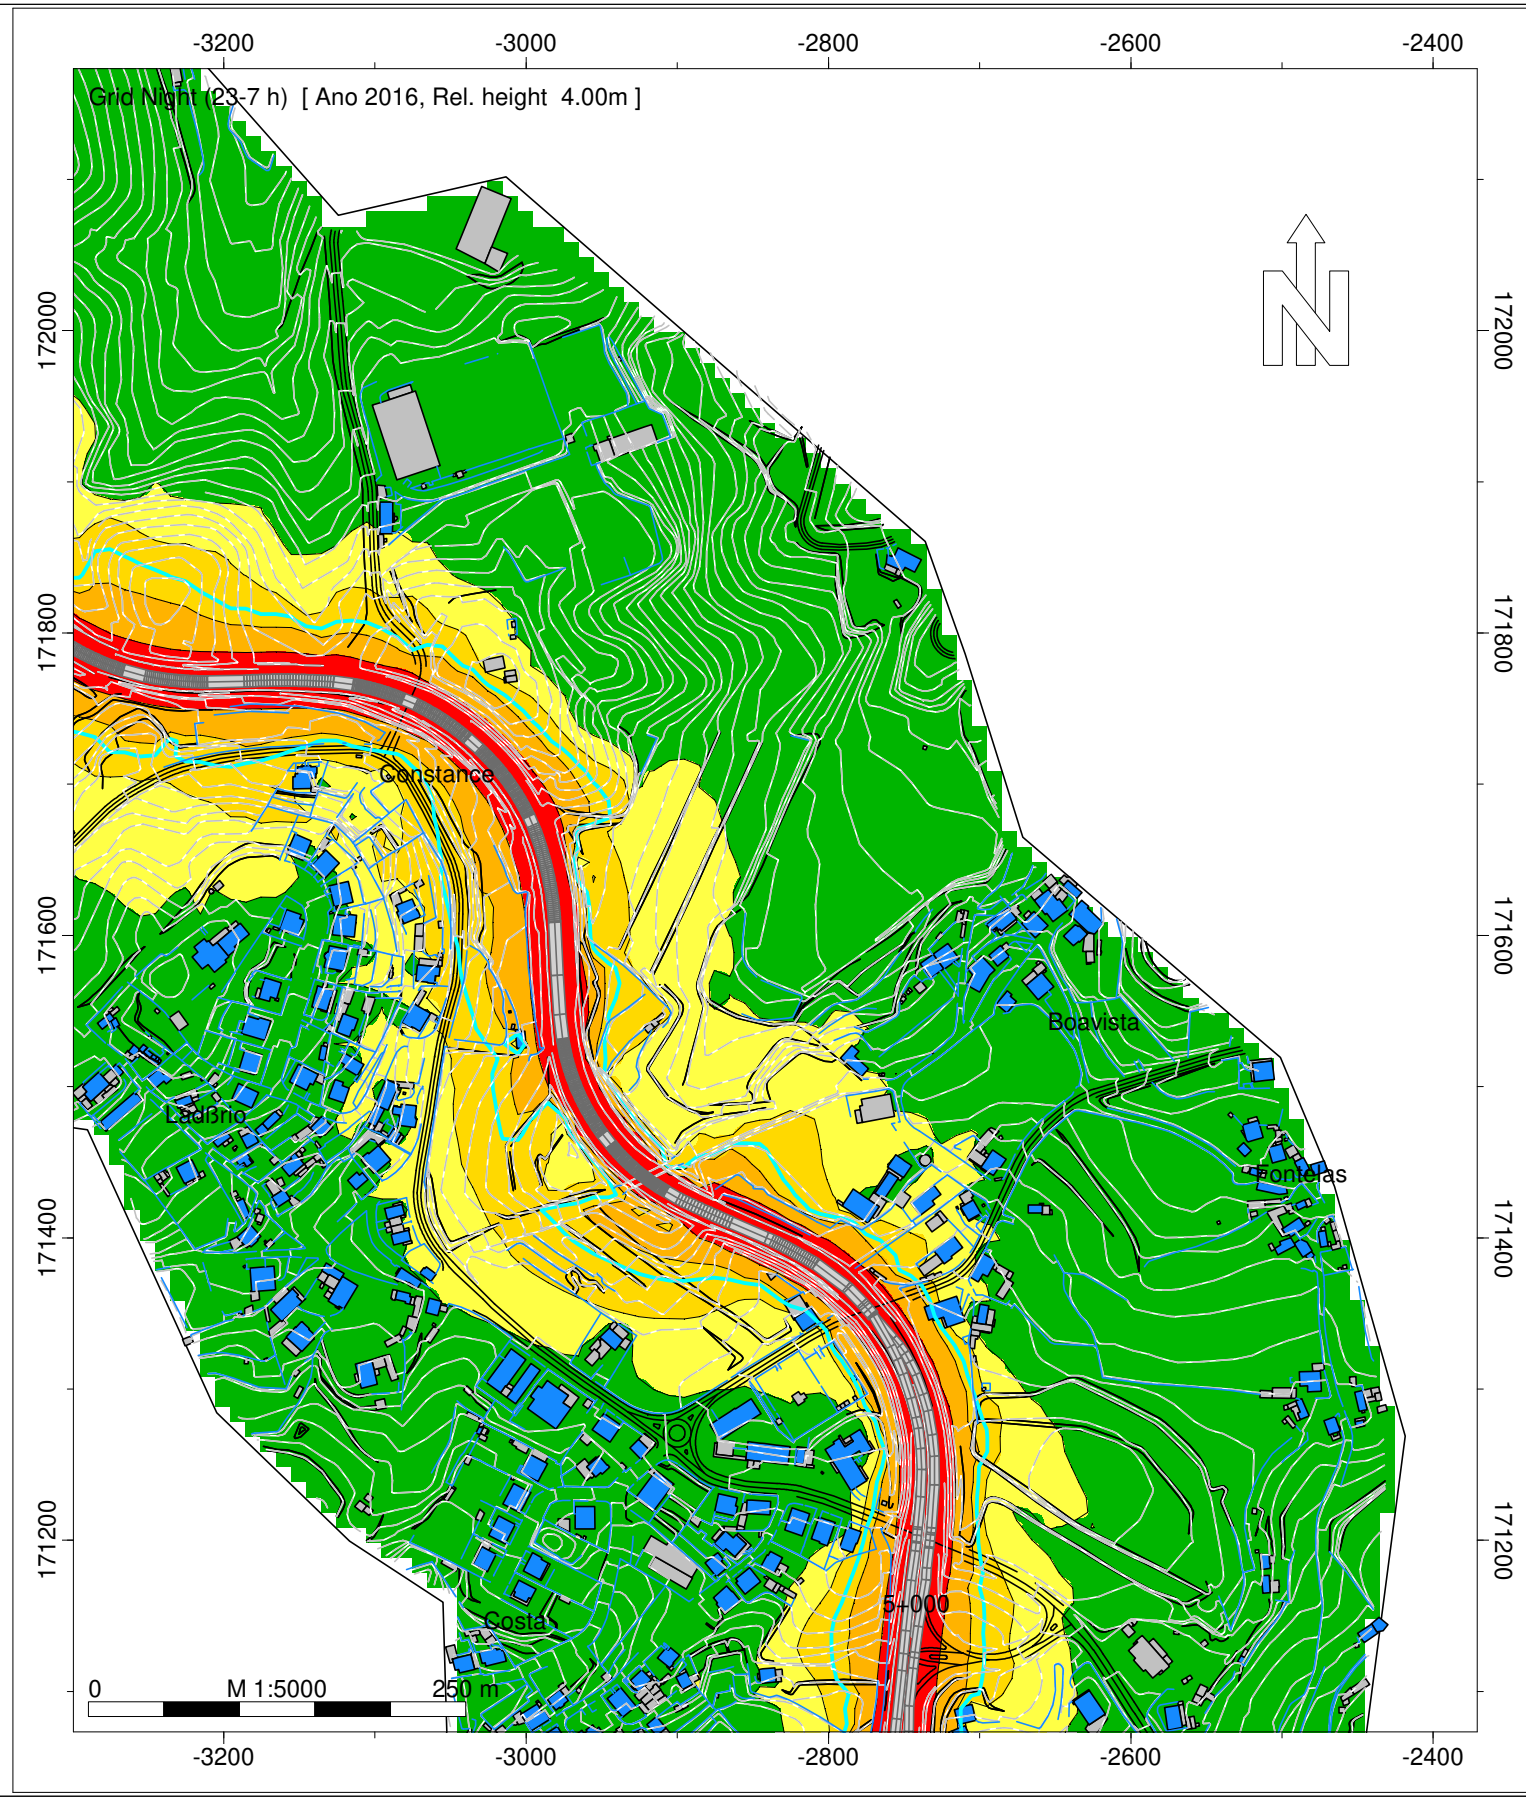 -3200 -3000 -2800 -2600 -2400
Grid Night (23-7 h) [ Ano 2016, Rel. height 4.00m ]
N
172000 172000
171800 171800
Constance
171600 171600
Boavista
Ladßrio
Fontelas
171400 171400
171200 171200
5+000
Costa
0 M 1:5000 250 m
-3200 -3000 -2800 -2600 -2400